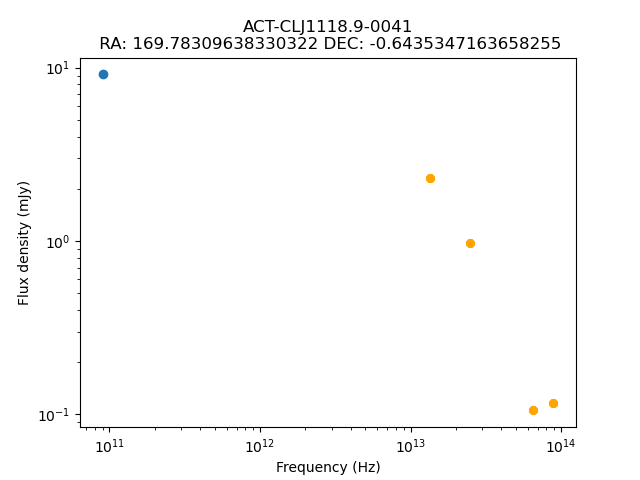 ACT-CLJ1118.9-0041
RA: 169.78309638330322 DEC: -0.6435347163658255
Flux density (mJy)
10¹
10⁰
10⁻¹
10¹¹
10¹²
10¹³
10¹⁴
Frequency (Hz)